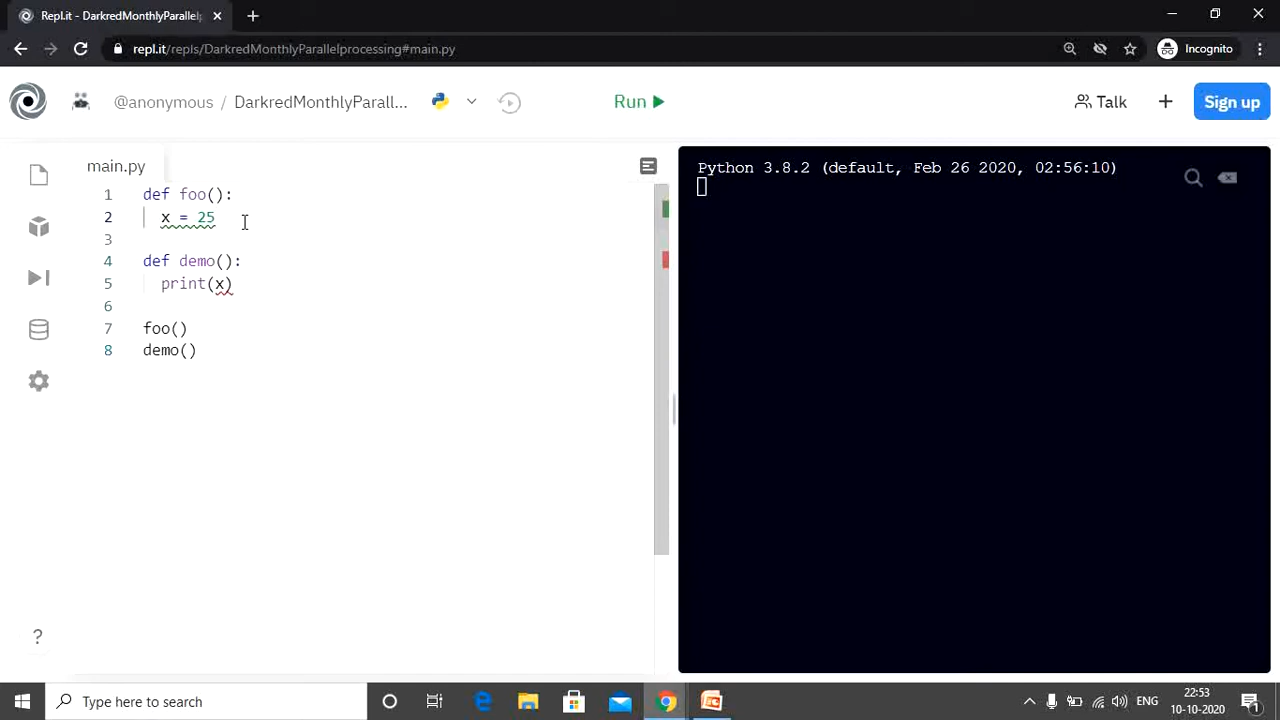 Repl.it - DarkredMonthlyParallelp
repl.it/repls/DarkredMonthlyParallelprocessing#main.py
Incognito
@anonymous / DarkredMonthlyParall...
Run
Talk
Sign up
main.py
Python 3.8.2 (default, Feb 26 2020, 02:56:10)
1 def foo():
2 x = 25
3
4 def demo():
5 print(x)
6
7 foo()
8 demo()
?
Type here to search
ENG
22:53
10-10-2020
1